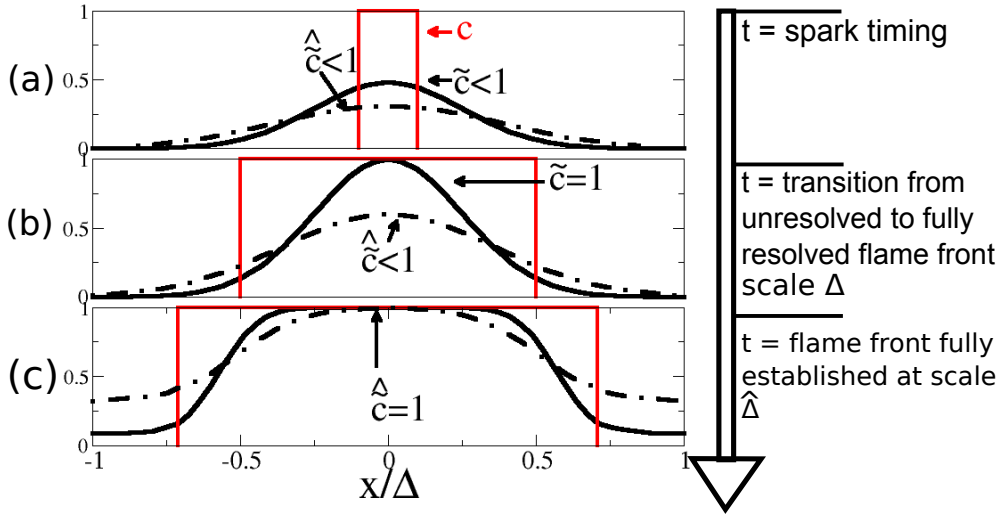 1
c
t = spark timing
(a)
ĉ̃<1
c̃<1
0.5
0
1
c̃=1
t = transition from
unresolved to fully
resolved flame front
scale Δ
(b)
0.5
ĉ̃<1
0
1
(c)
0.5
ĉ̃=1
t = flame front fully
established at scale
Δ̂
0
-1
-0.5
0
0.5
1
x/Δ